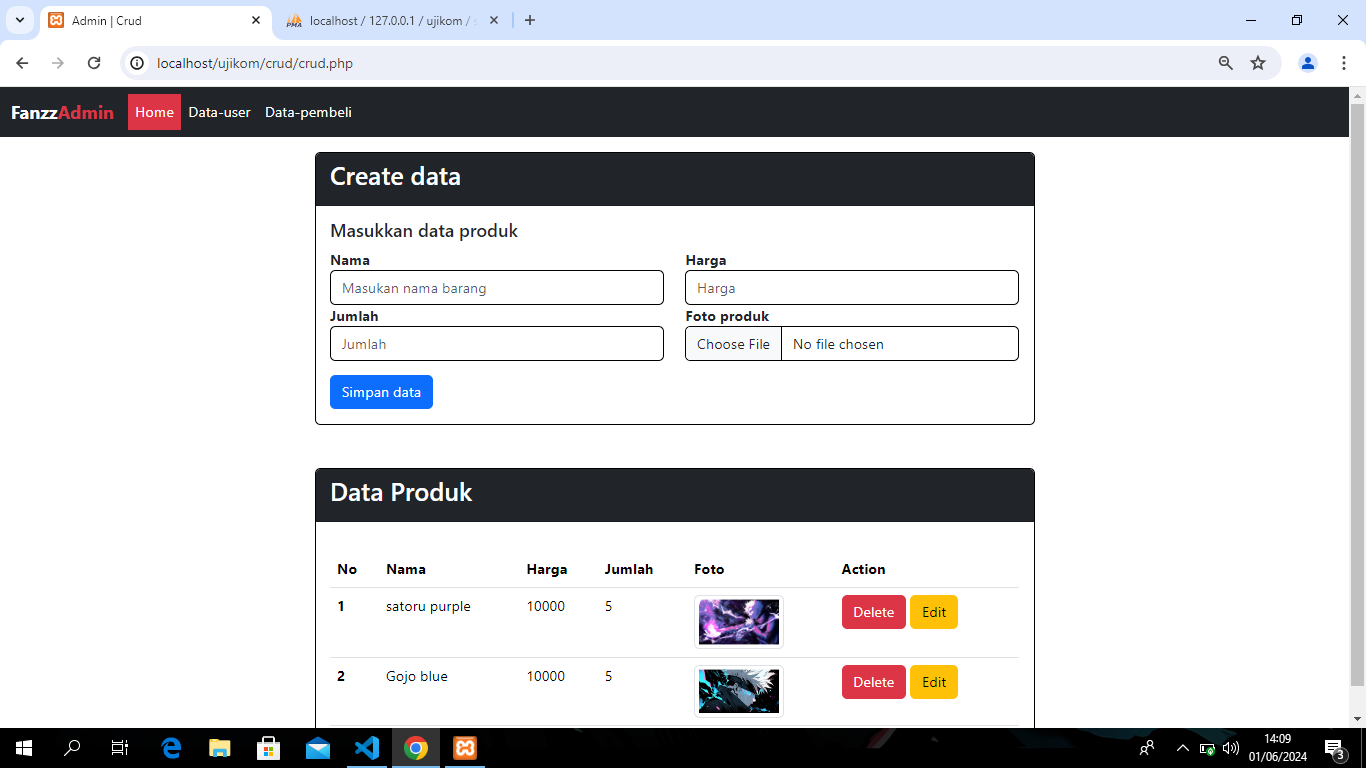 Admin | Crud
localhost / 127.0.0.1 / ujikom /
localhost/ujikom/crud/crud.php
FanzzAdmin Home Data-user Data-pembeli
Create data
Masukkan data produk
Nama Harga
Masukan nama barang Harga
Jumlah Foto produk
Jumlah Choose File No file chosen
Simpan data
Data Produk
No Nama Harga Jumlah Foto Action
1 satoru purple 10000 5 Delete Edit
2 Gojo blue 10000 5 Delete Edit
14:09
01/06/2024
3